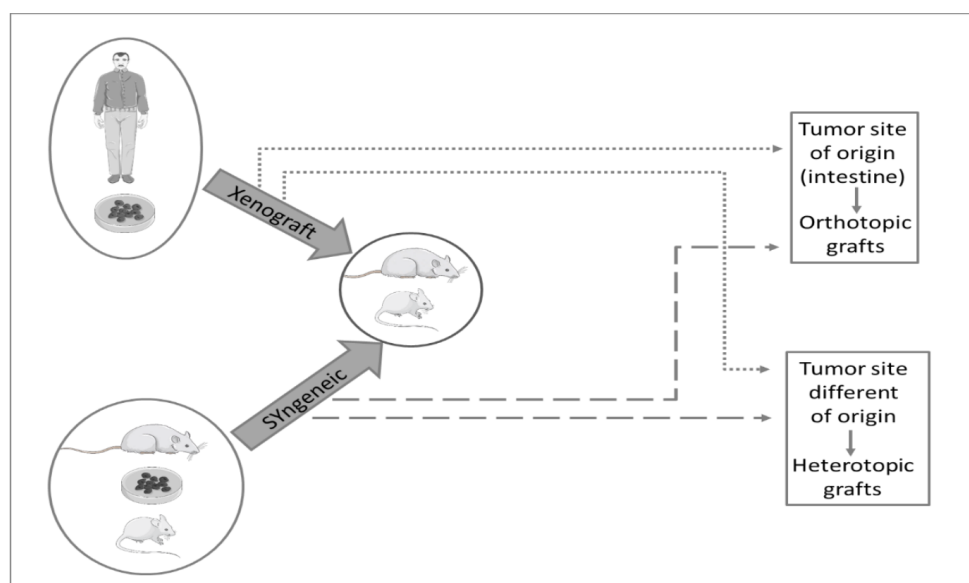 Xenograft
SYngeneic
Tumor site
of origin
(intestine)
Orthotopic
grafts
Tumor site
different
of origin
Heterotopic
grafts